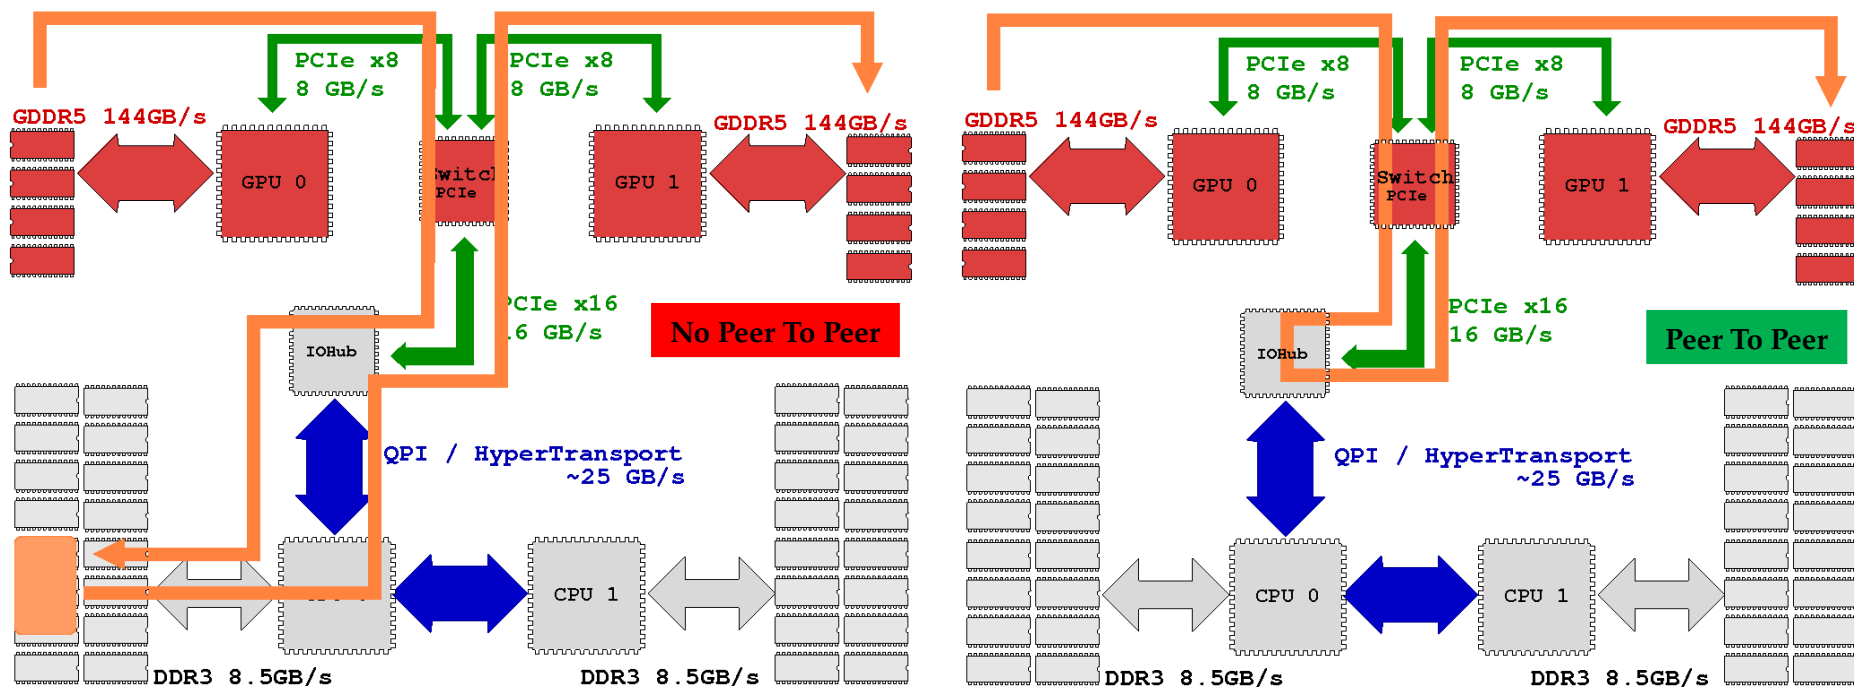 PCIe x8
8 GB/s
PCIe x8
8 GB/s
GDDR5 144GB/s
GDDR5 144GB/s
GPU 0
Switch
PCIe
GPU 1
PCIe x16
16 GB/s
No Peer To Peer
IOHub
QPI / HyperTransport
~25 GB/s
CPU 1
DDR3 8.5GB/s
DDR3 8.5GB/s
PCIe x8
8 GB/s
PCIe x8
8 GB/s
GDDR5 144GB/s
GDDR5 144GB/s
GPU 0
Switch
PCIe
GPU 1
PCIe x16
16 GB/s
Peer To Peer
IOHub
QPI / HyperTransport
~25 GB/s
CPU 0
CPU 1
DDR3 8.5GB/s
DDR3 8.5GB/s